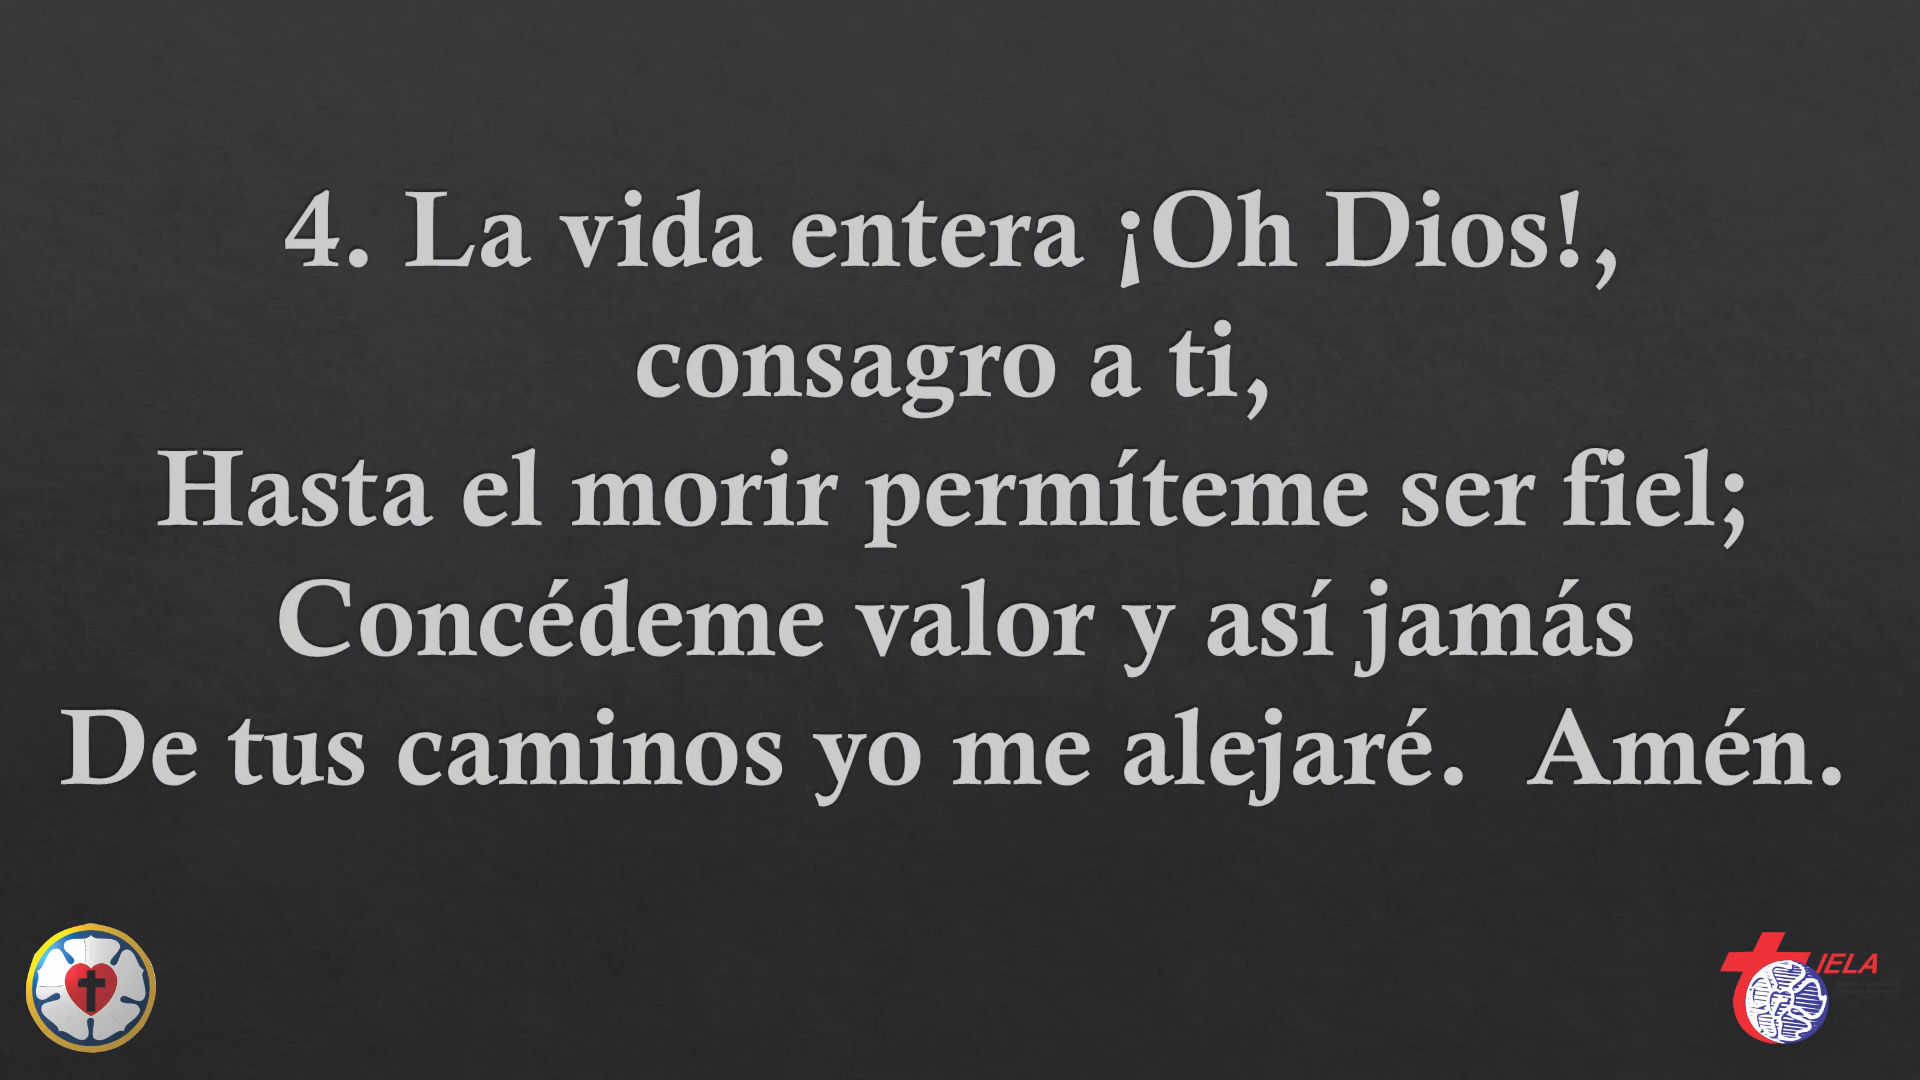 4. La vida entera ¡Oh Dios!,
consagro a ti,
Hasta el morir permíteme ser fiel;
Concédeme valor y así jamás
De tus caminos yo me alejaré.  Amén.
IELA